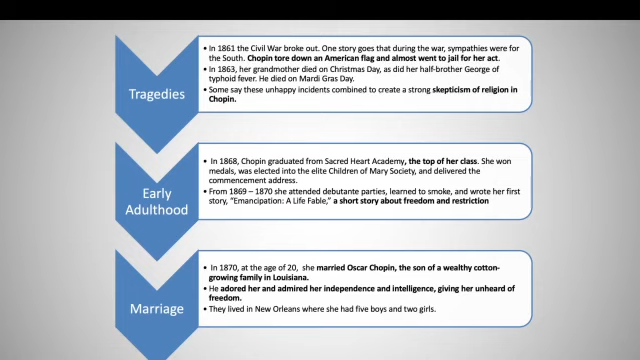 Tragedies
• In 1861 the Civil War broke out. One story goes that during the war, sympathies were for
the South. Chopin tore down an American flag and almost went to jail for her act.
• In 1863, her grandmother died on Christmas Day, as did her half-brother George of
typhoid fever. He died on Mardi Gras Day.
• Some say these unhappy incidents combined to create a strong skepticism of religion in
Chopin.
Early
Adulthood
• In 1868, Chopin graduated from Sacred Heart Academy, the top of her class. She won
medals, was elected into the elite Children of Mary Society, and delivered the
commencement address.
• From 1869 – 1870 she attended debutante parties, learned to smoke, and wrote her first
story, "Emancipation: A Life Fable," a short story about freedom and restriction
Marriage
• In 1870, at the age of 20, she married Oscar Chopin, the son of a wealthy cotton-
growing family in Louisiana.
• He adored her and admired her independence and intelligence, giving her unheard of
freedom.
• They lived in New Orleans where she had five boys and two girls.